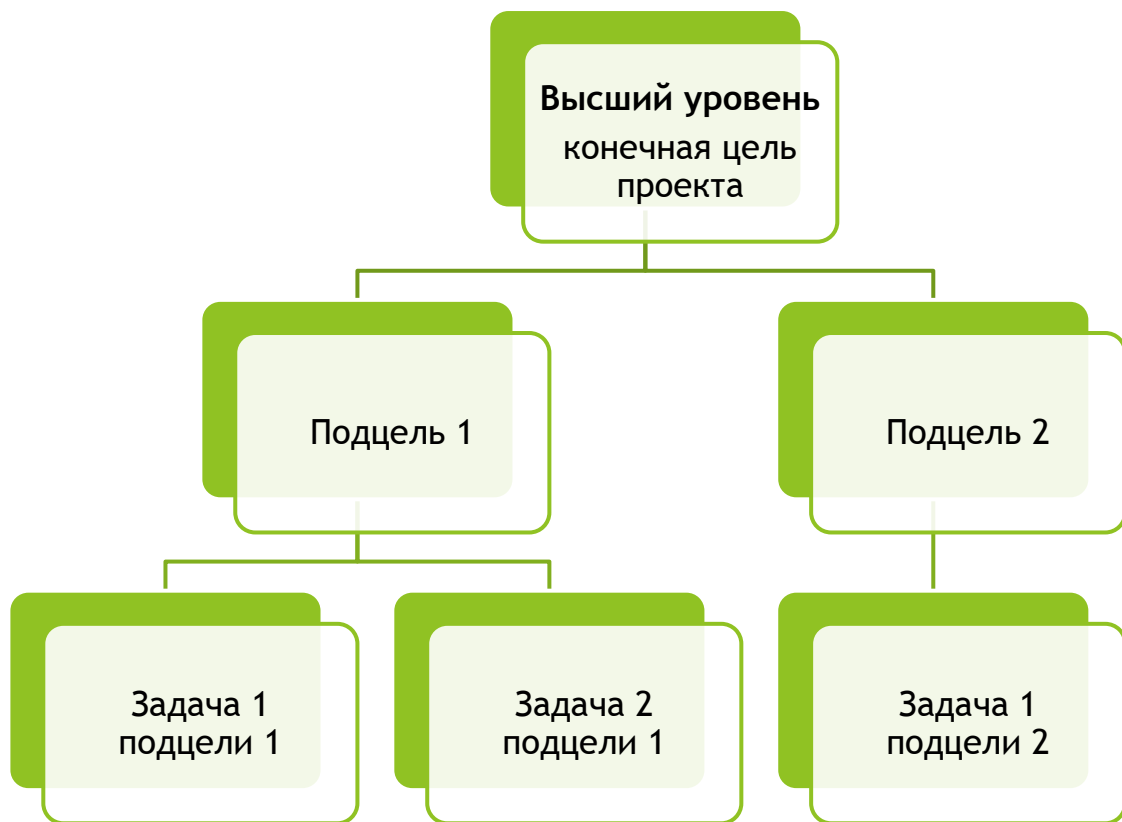 Высший уровень
конечная цель
проекта
Подцель 1
Подцель 2
Задача 1
подцели 1
Задача 2
подцели 1
Задача 1
подцели 2